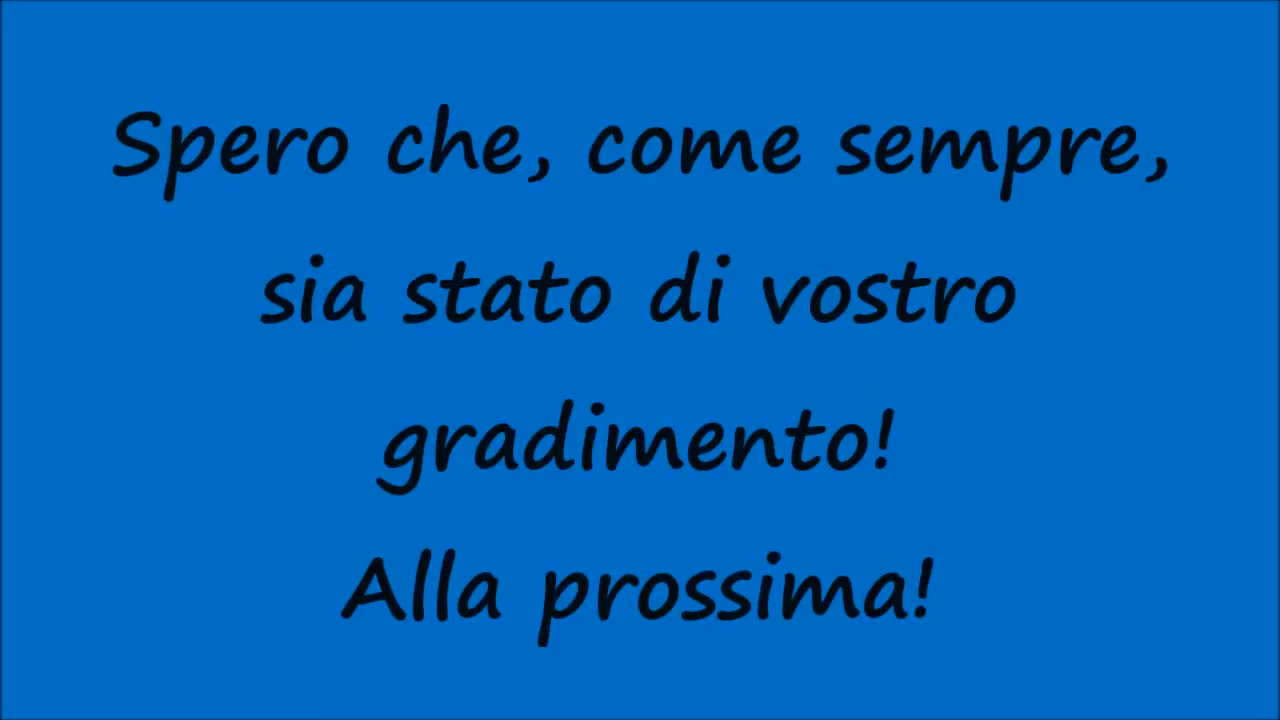 Spero che, come sempre,
sia stato di vostro
gradimento!
Alla prossima!